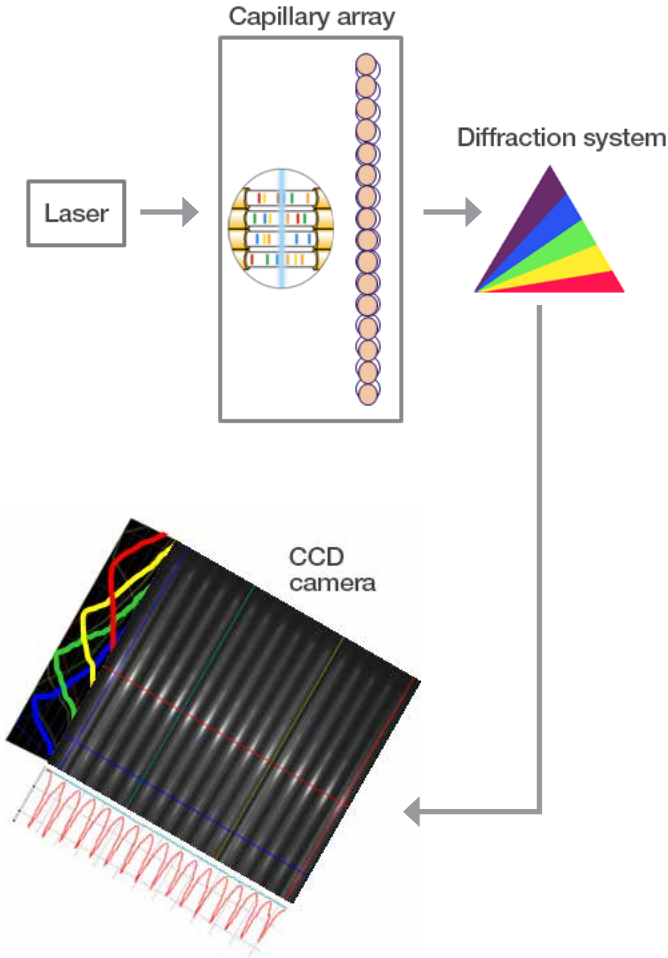 Capillary array
Diffraction system
Laser
CCD
camera